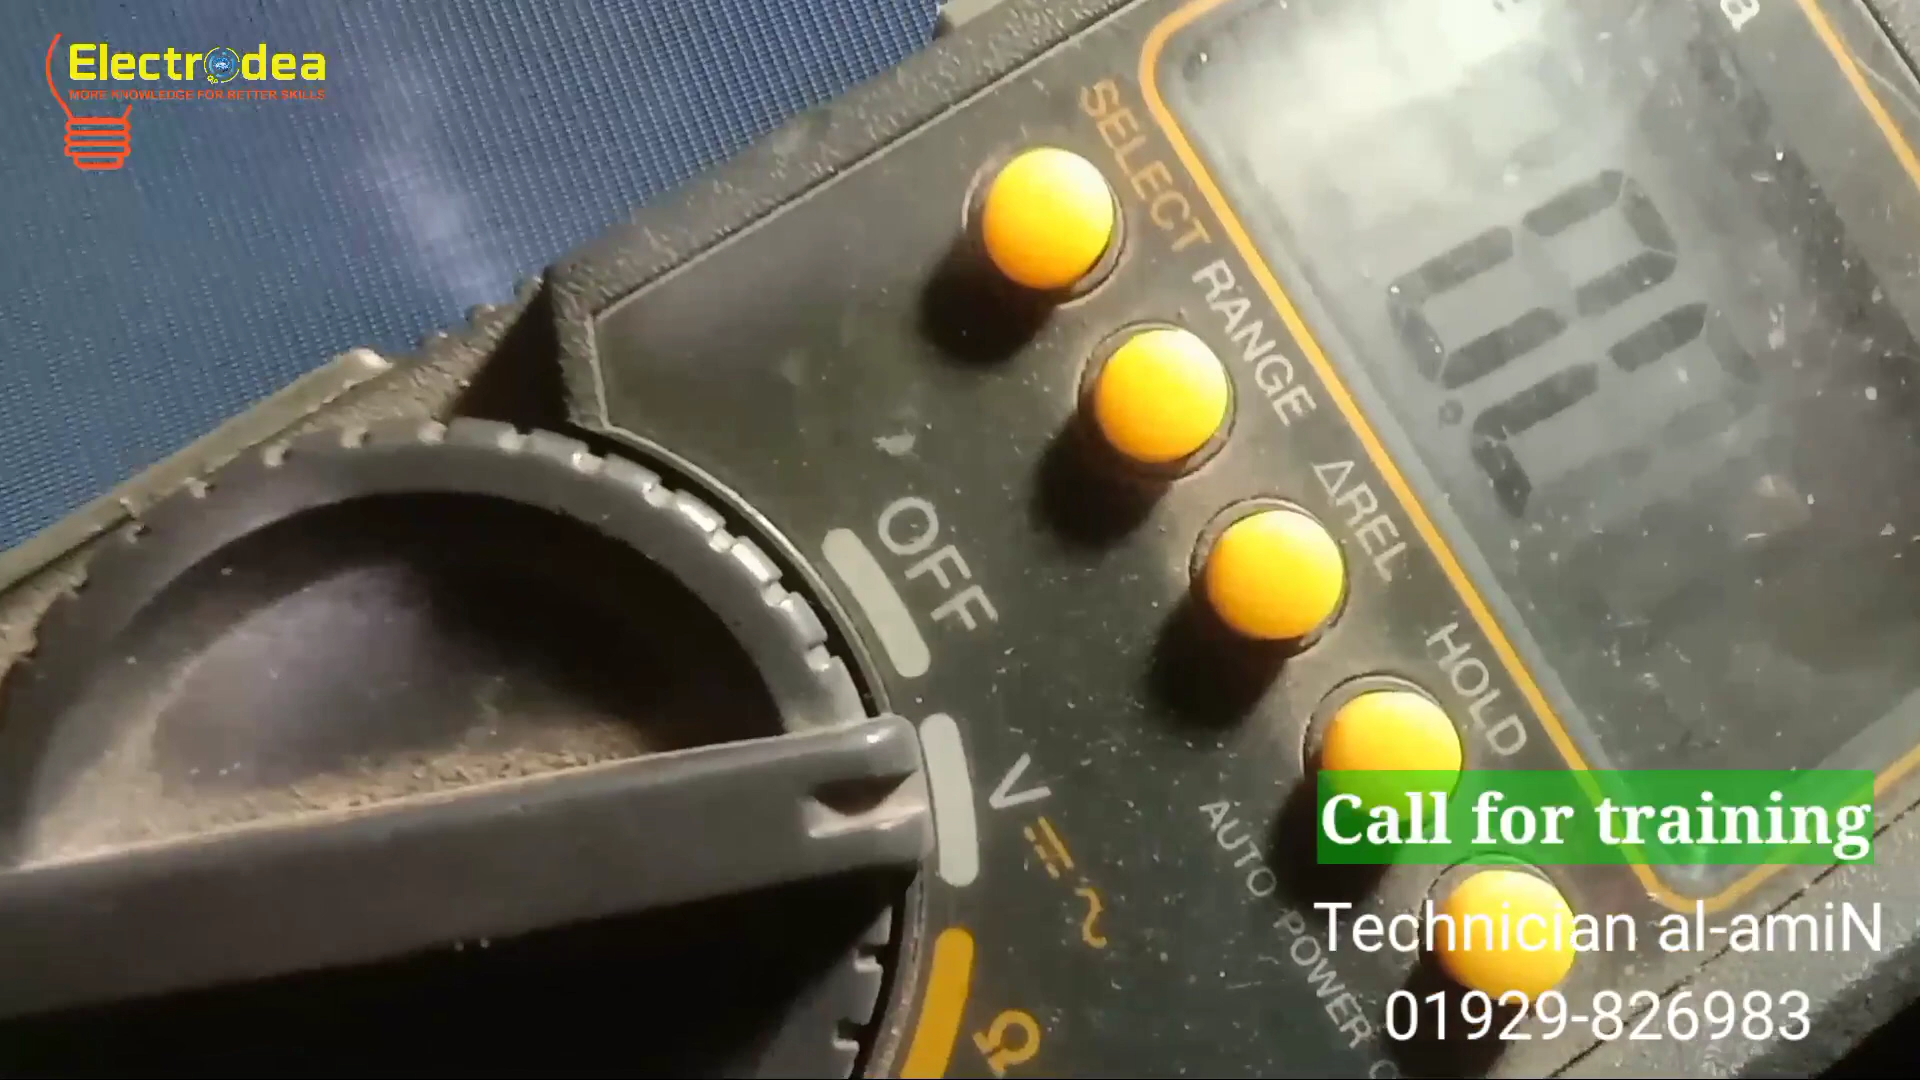 Electrodea
MORE KNOWLEDGE FOR BETTER SKILLS
SELECT
RANGE
ΔREL
HOLD
OFF
V
Ω
AUTO POWER
Call for training
Technician al-amiN
01929-826983